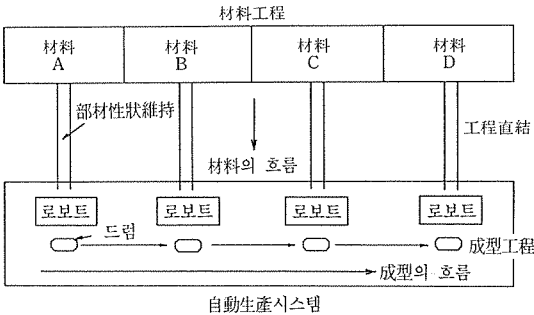 材料工程
材料 材料 材料 材料
A B C D
部材性狀維持
工程直結
材料의 흐름
로보트 로보트 로보트 로보트
드럼
成型工程
成型의 흐름
自動生産시스템